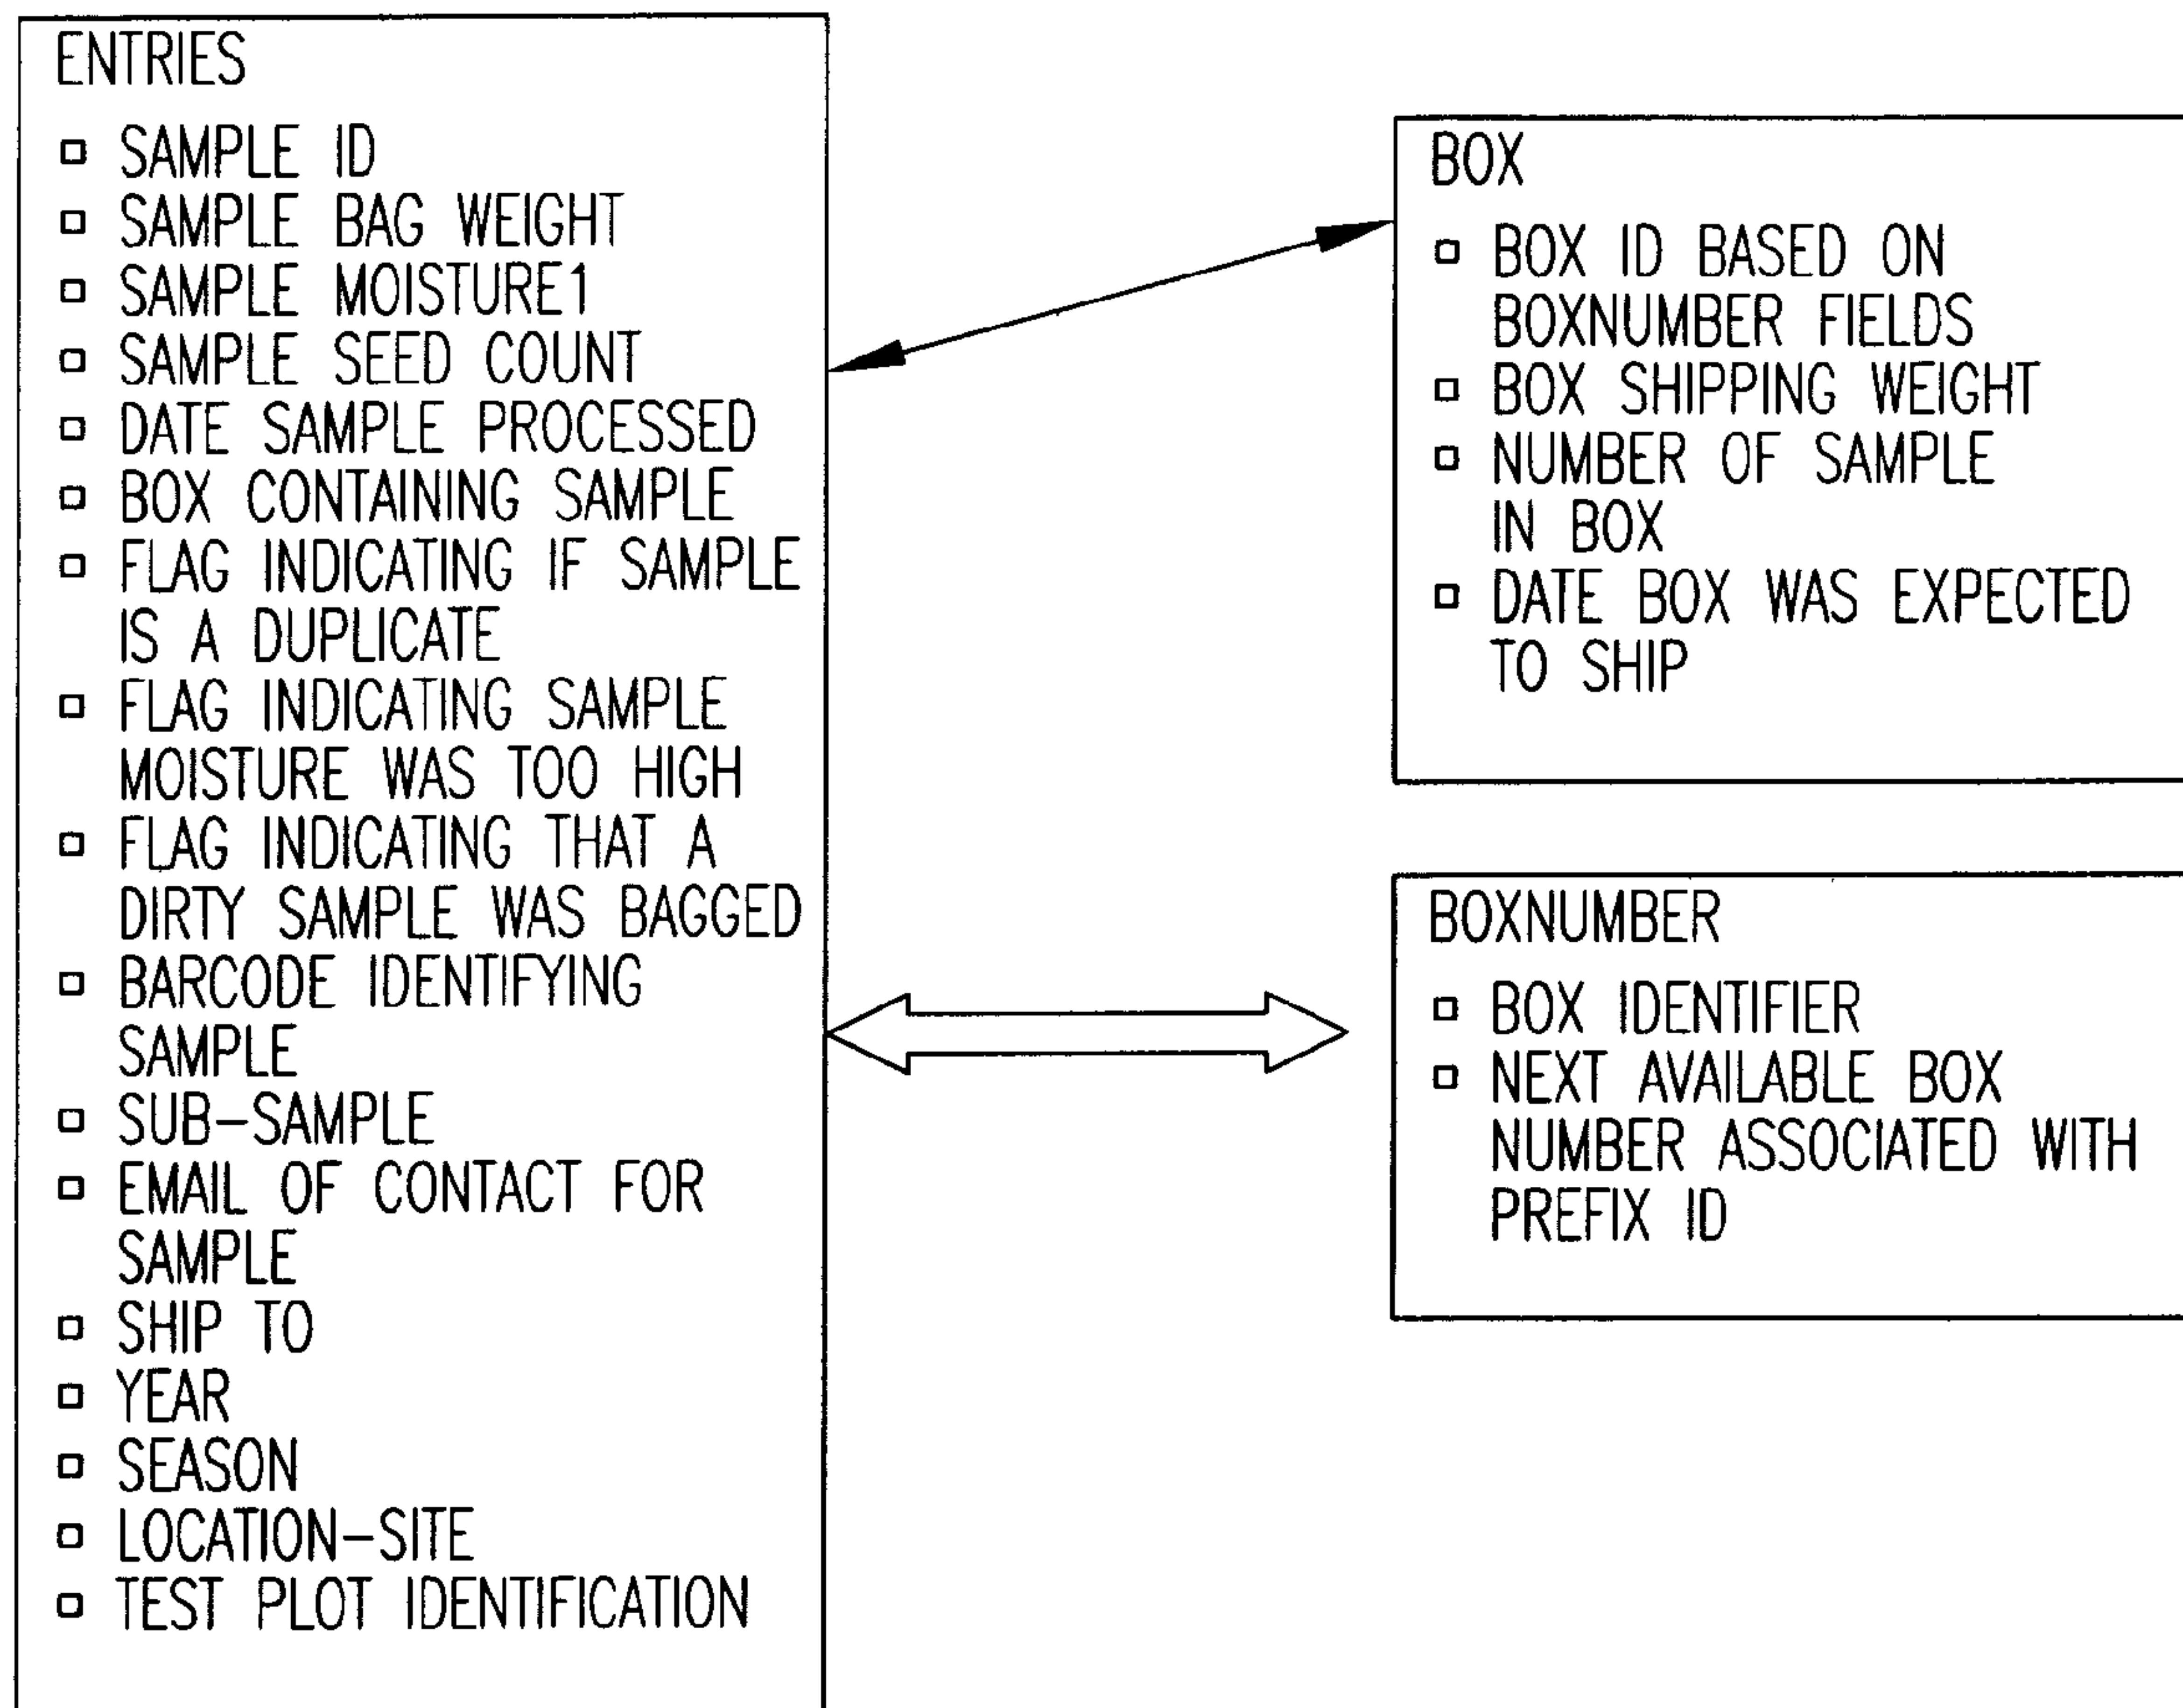 ENTRIES
▫ SAMPLE ID
▫ SAMPLE BAG WEIGHT
▫ SAMPLE MOISTURE1
▫ SAMPLE SEED COUNT
▫ DATE SAMPLE PROCESSED
▫ BOX CONTAINING SAMPLE
▫ FLAG INDICATING IF SAMPLE
IS A DUPLICATE
▫ FLAG INDICATING SAMPLE
MOISTURE WAS TOO HIGH
▫ FLAG INDICATING THAT A
DIRTY SAMPLE WAS BAGGED
▫ BARCODE IDENTIFYING
SAMPLE
▫ SUB-SAMPLE
▫ EMAIL OF CONTACT FOR
SAMPLE
▫ SHIP TO
▫ YEAR
▫ SEASON
▫ LOCATION-SITE
▫ TEST PLOT IDENTIFICATION
BOX
▫ BOX ID BASED ON
BOXNUMBER FIELDS
▫ BOX SHIPPING WEIGHT
▫ NUMBER OF SAMPLE
IN BOX
▫ DATE BOX WAS EXPECTED
TO SHIP
BOXNUMBER
▫ BOX IDENTIFIER
▫ NEXT AVAILABLE BOX
NUMBER ASSOCIATED WITH
PREFIX ID